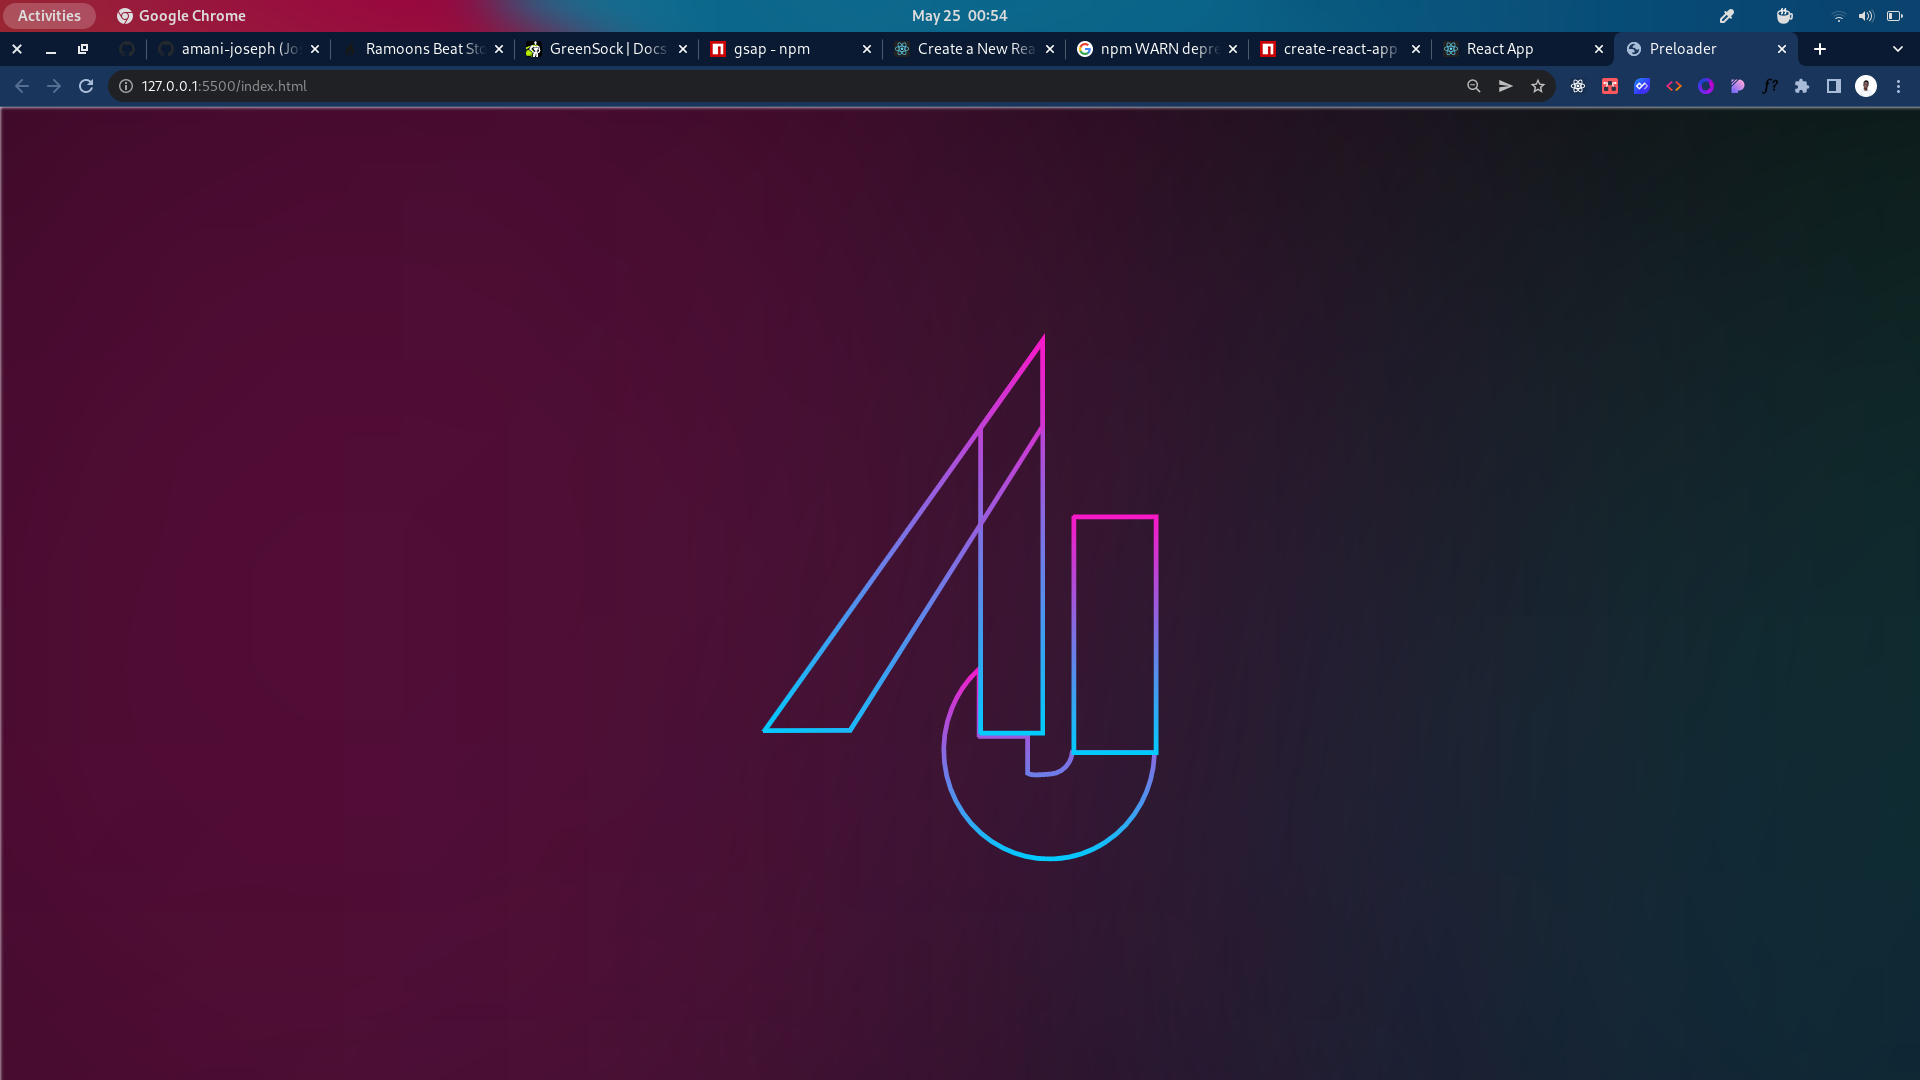 Activities Google Chrome May 25 00:54
amani-joseph (Jo Ramoons Beat Sto GreenSock | Docs gsap - npm Create a New Rea npm WARN depre create-react-app React App Preloader
127.0.0.1:5500/index.html
f?
AJ